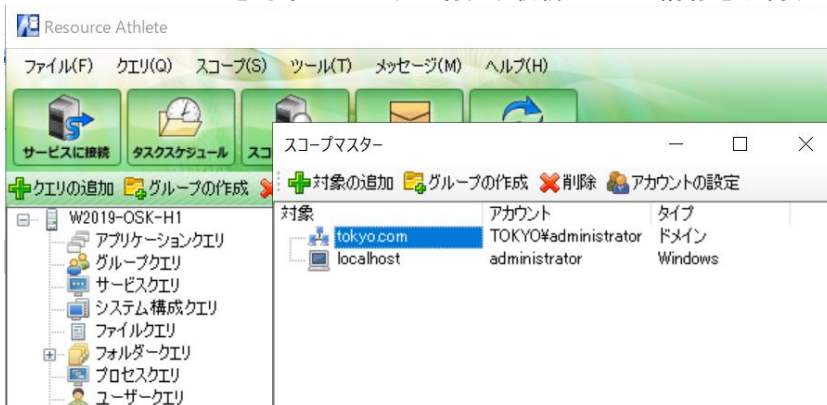 Resource Athlete
ファイル(F) クエリ(Q) スコープ(S) ツール(T) メッセージ(M) ヘルプ(H)
サービスに接続 タスクスケジュール スコ
スコープマスター
クエリの追加 グループの作成
対象の追加 グループの作成 削除 アカウントの設定
W2019-OSK-H1
アプリケーションクエリ
グループクエリ
サービスクエリ
システム構成クエリ
ファイルクエリ
フォルダークエリ
プロセスクエリ
ユーザークエリ
対象 アカウント タイプ
tokyo.com TOKYO¥administrator ドメイン
localhost administrator Windows